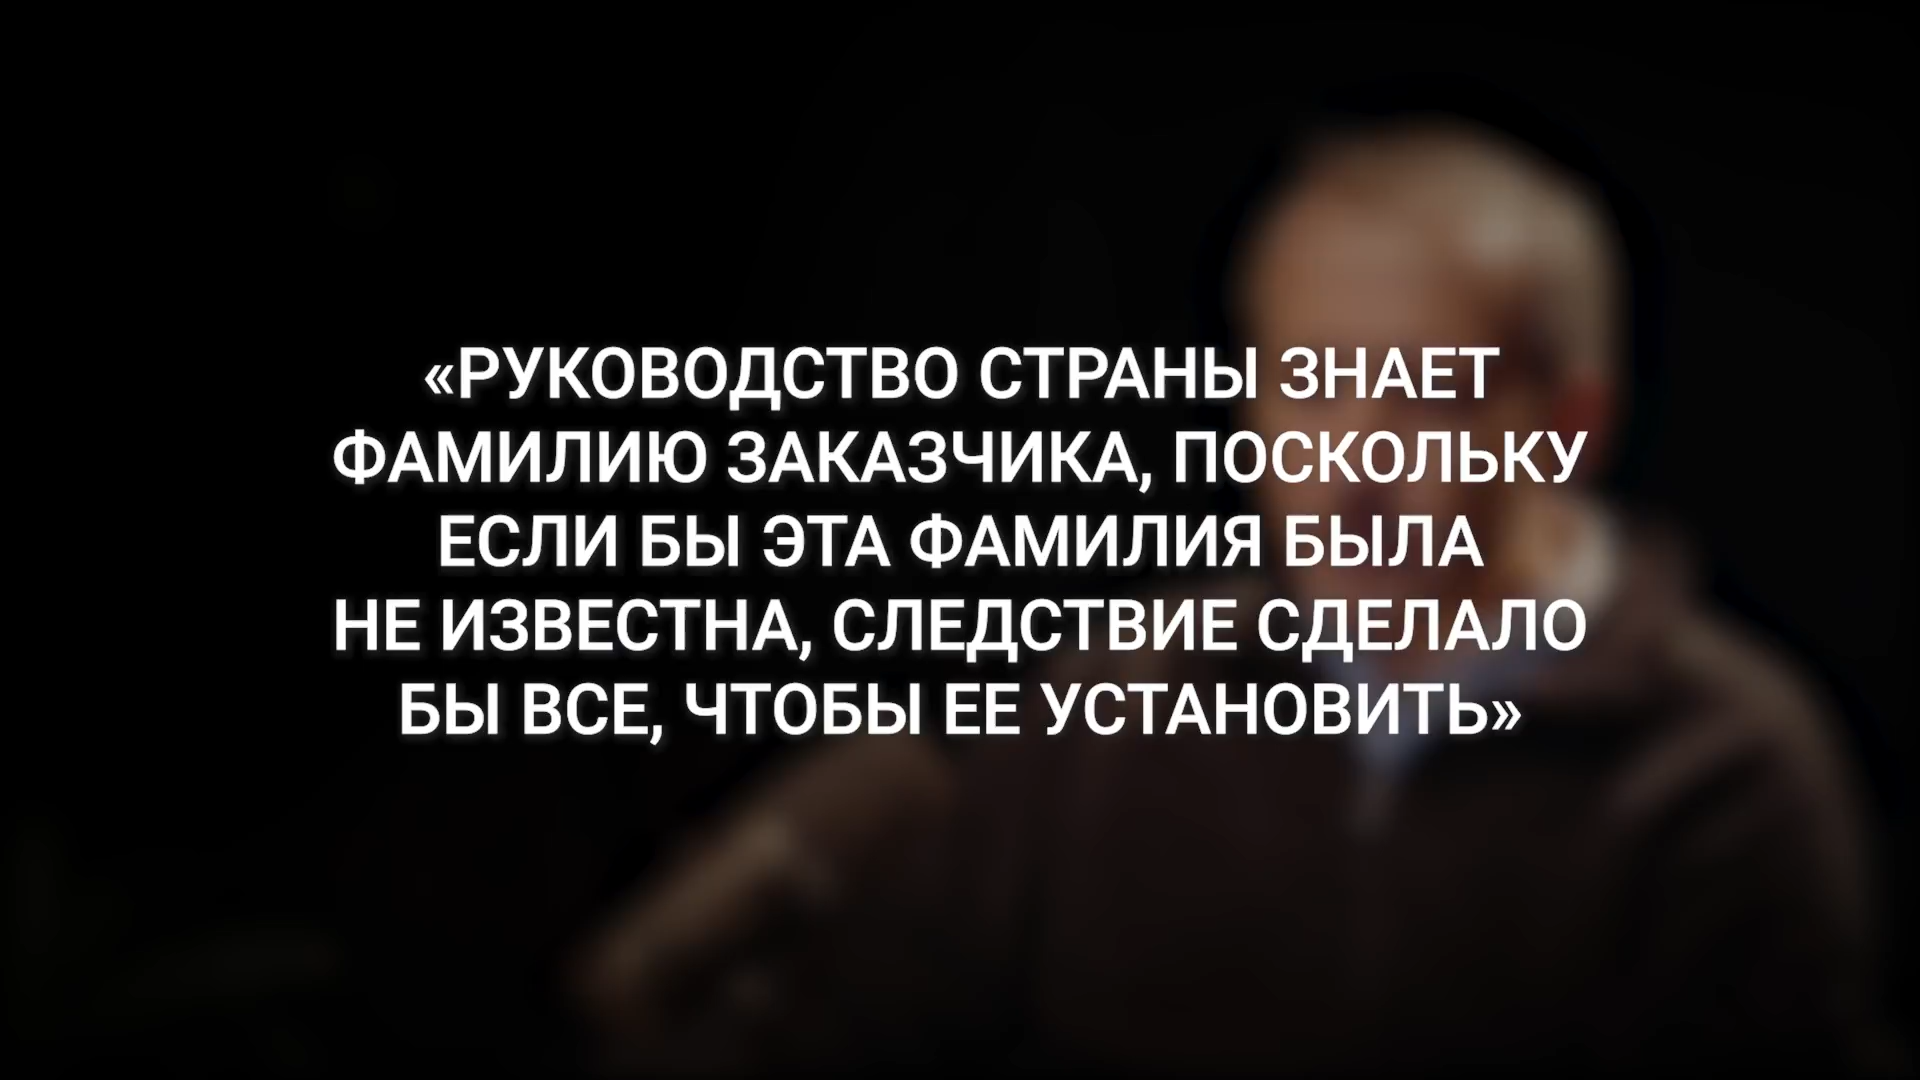 «РУКОВОДСТВО СТРАНЫ ЗНАЕТ
ФАМИЛИЮ ЗАКАЗЧИКА, ПОСКОЛЬКУ
ЕСЛИ БЫ ЭТА ФАМИЛИЯ БЫЛА
НЕ ИЗВЕСТНА, СЛЕДСТВИЕ СДЕЛАЛО
БЫ ВСЕ, ЧТОБЫ ЕЕ УСТАНОВИТЬ»